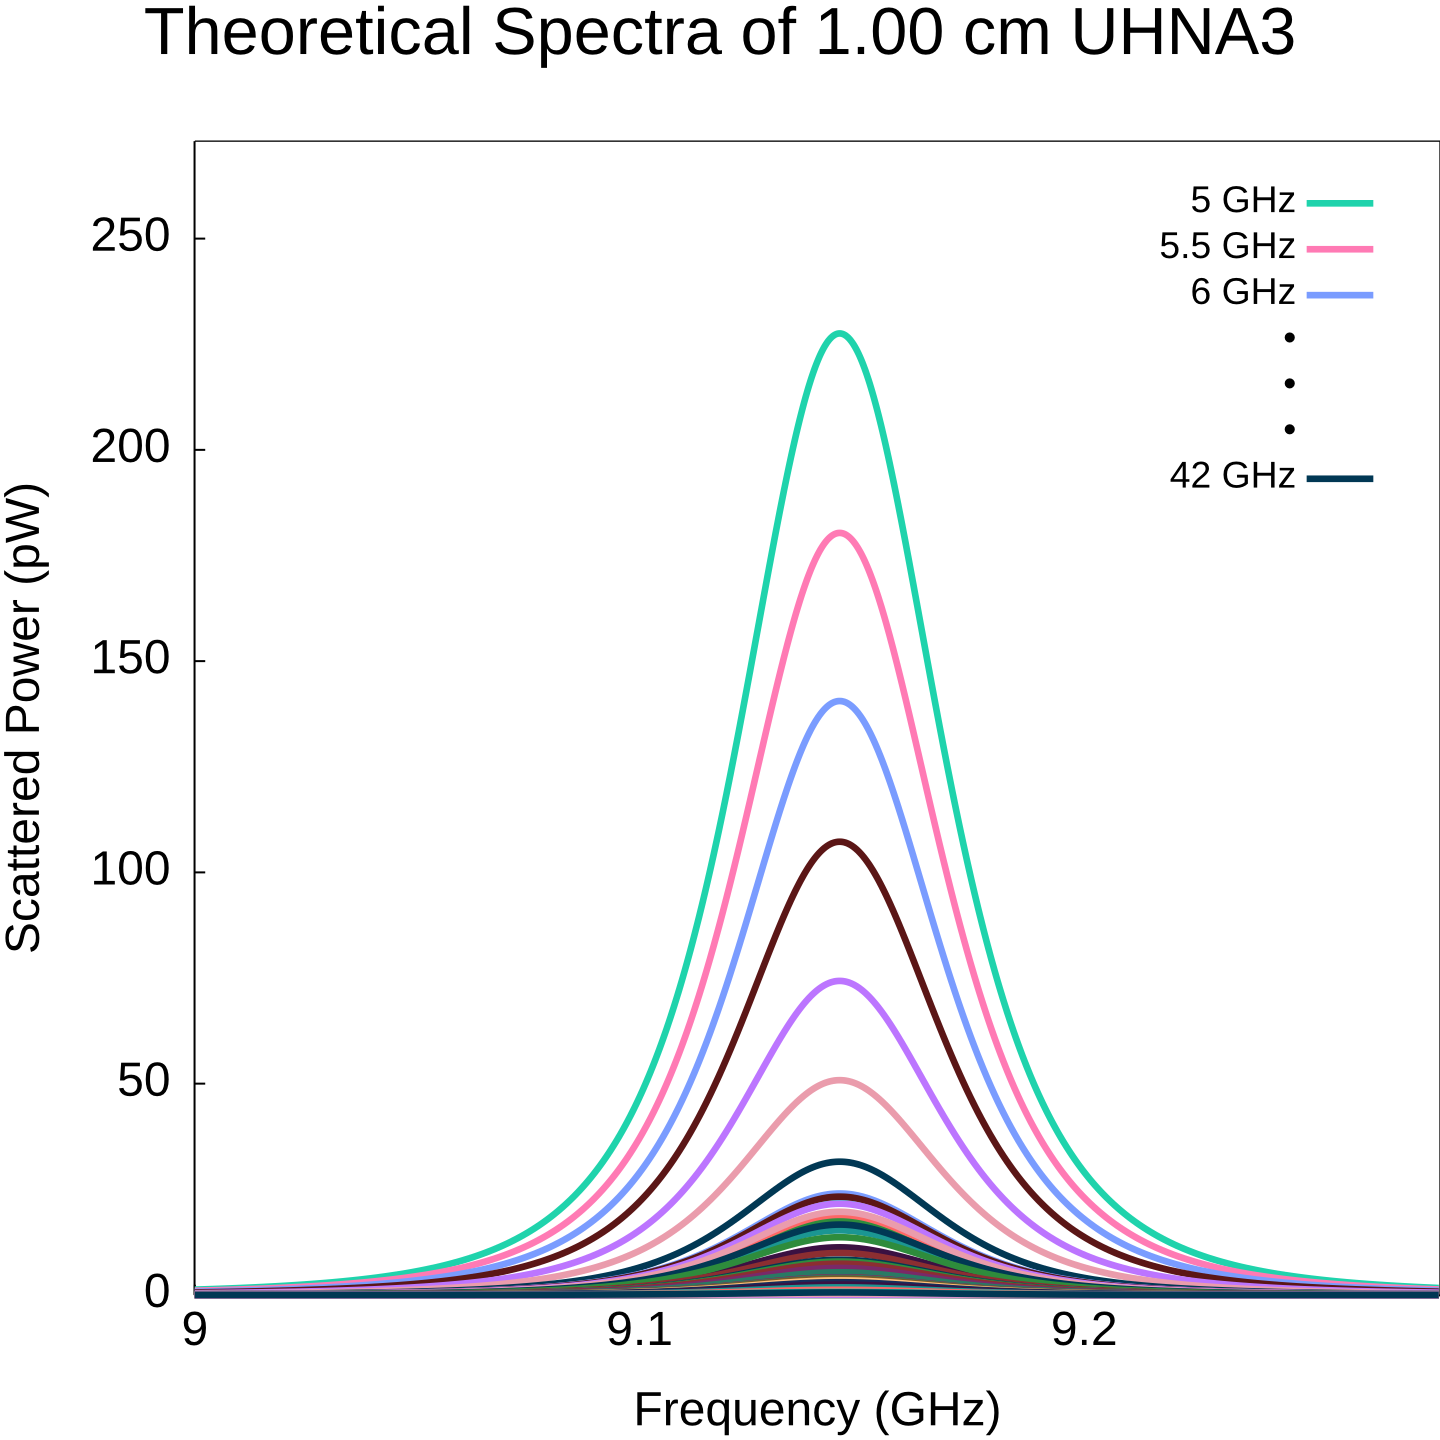 Theoretical Spectra of 1.00 cm UHNA3
5 GHz
5.5 GHz
6 GHz
42 GHz
Scattered Power (pW)
250
200
150
100
50
0
9
9.1
9.2
Frequency (GHz)